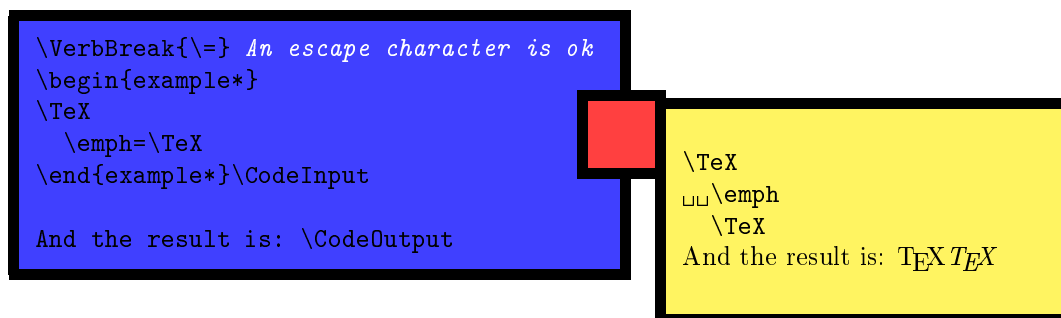 \VerbBreak{\=} An escape character is ok
\begin{example*}
\TeX
  \emph=\TeX
\end{example*}\CodeInput

And the result is: \CodeOutput

\TeX
␣␣\emph
  \TeX
And the result is: TEX TEX